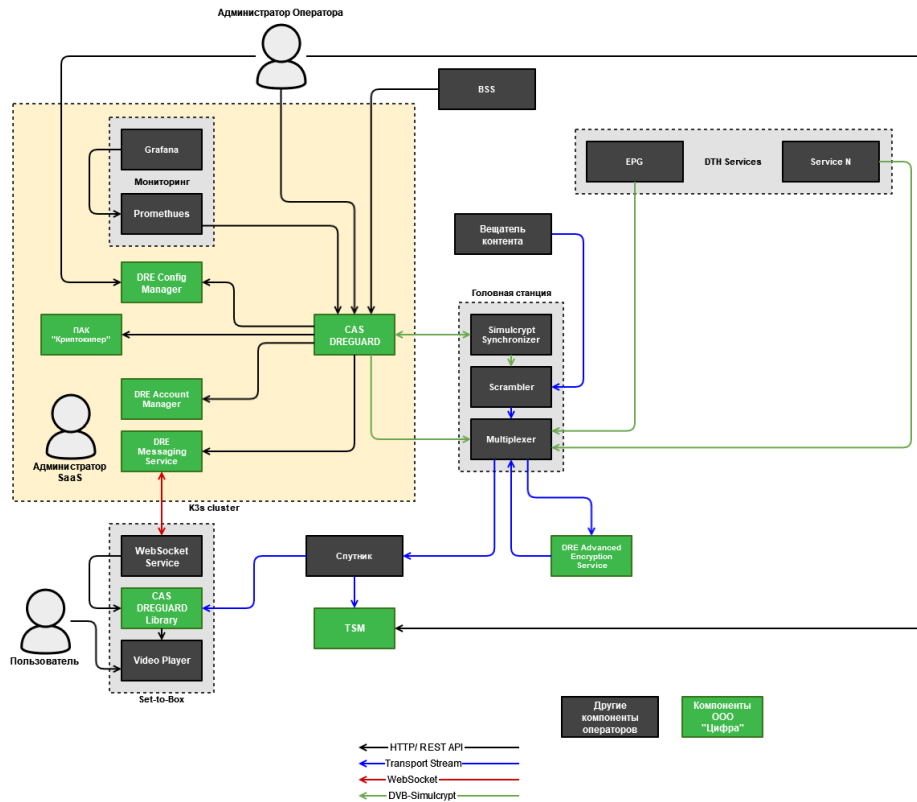 Администратор Оператора
BSS
Grafana
Мониторинг
Promethues
EPG
DTH Services
Service N
Вещатель
контента
DRE Config
Manager
Головная станция
ПАК
"Криптокипер"
CAS
DREGUARD
Simulcrypt
Synchronizer
Scrambler
DRE Account
Manager
Multiplexer
DRE
Messaging
Service
Администратор
SaaS
K3s cluster
WebSocket
Service
Спутник
DRE Advanced
Encryption
Service
CAS
DREGUARD
Library
TSM
Пользователь
Video Player
Set-to-Box
Другие
компоненты
операторов
Компоненты
ООО
"Цифра"
HTTP/ REST API
Transport Stream
WebSocket
DVB-Simulcrypt